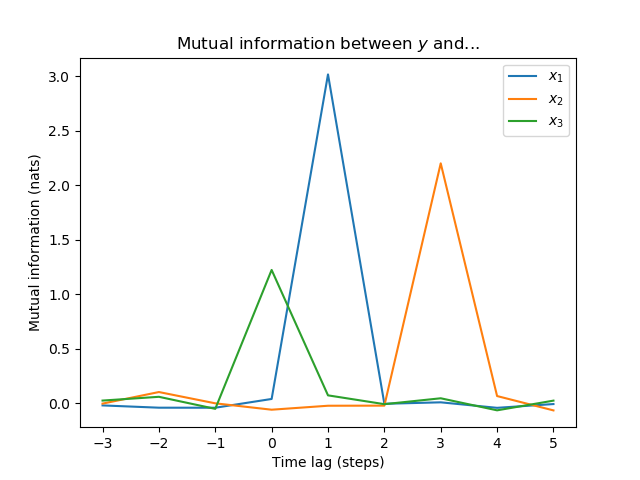 Mutual information between y and...
Mutual information (nats)
3.0
2.5
2.0
1.5
1.0
0.5
0.0
x₁
x₂
x₃
−3 −2 −1 0 1 2 3 4 5
Time lag (steps)